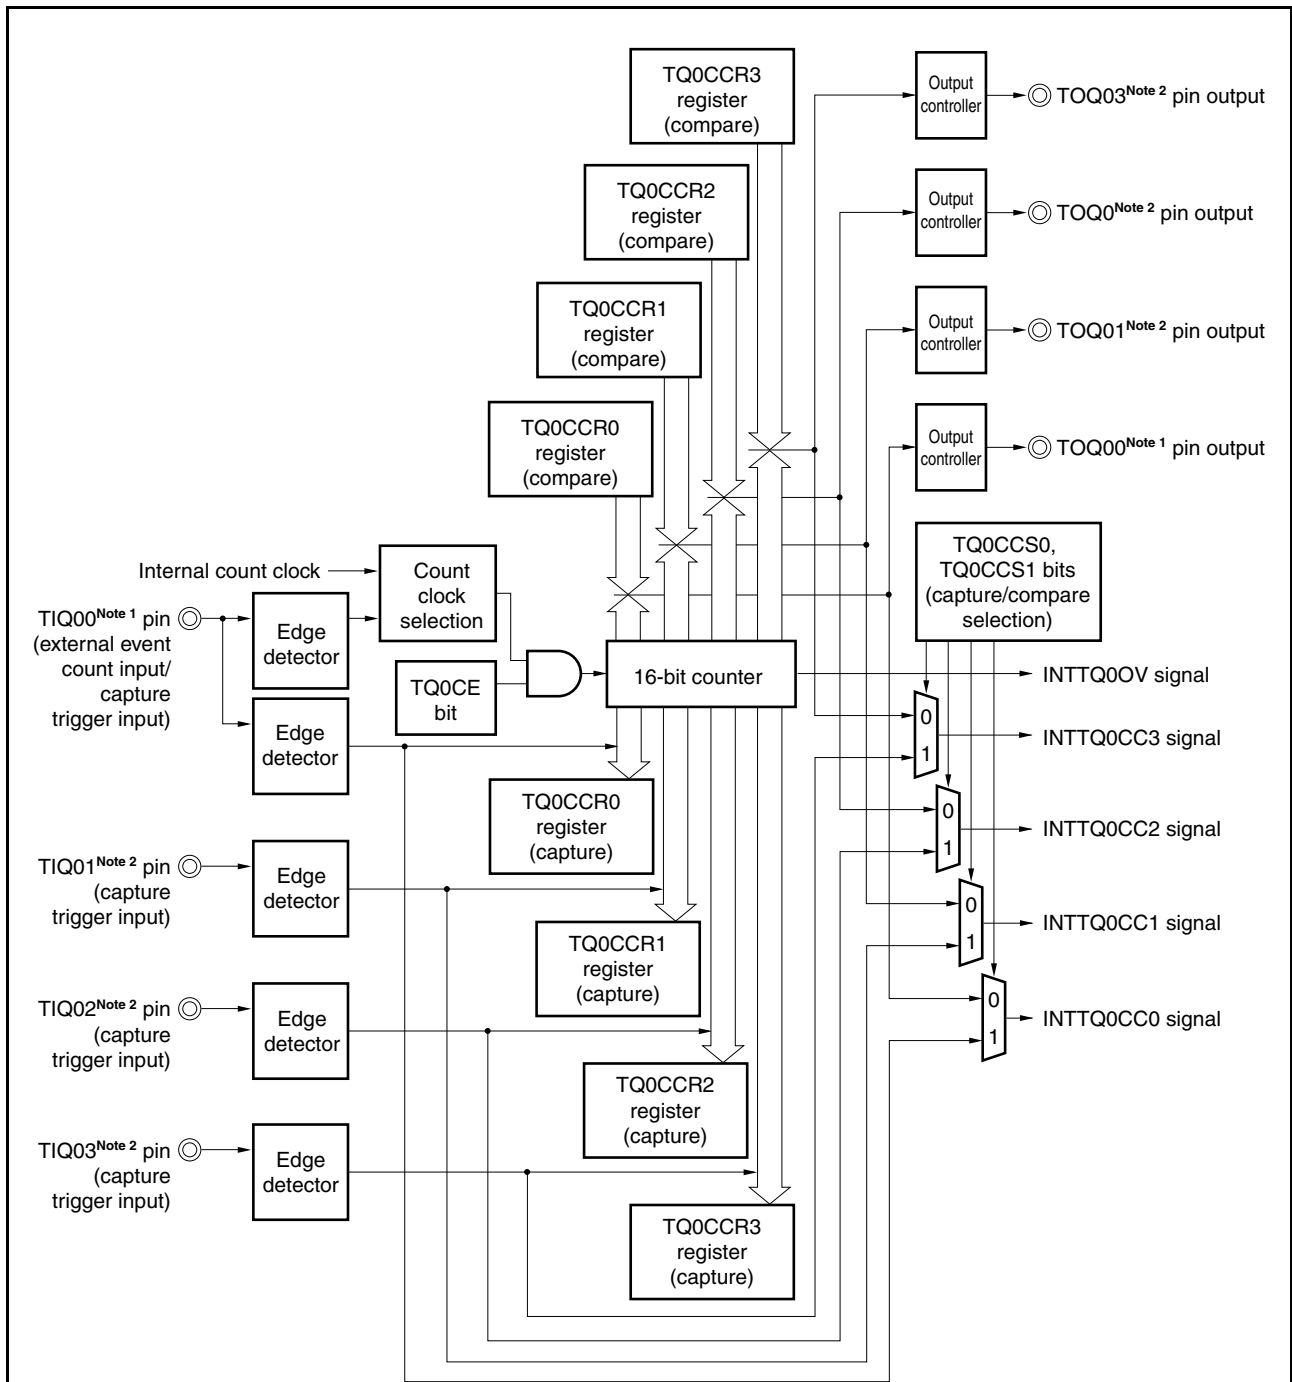 TQ0CCR3
register
(compare)
Output
controller
TOQ03Note 2 pin output
TQ0CCR2
register
(compare)
Output
controller
TOQ0Note 2 pin output
TQ0CCR1
register
(compare)
Output
controller
TOQ01Note 2 pin output
TQ0CCR0
register
(compare)
Output
controller
TOQ00Note 1 pin output
TQ0CCS0,
TQ0CCS1 bits
(capture/compare
selection)
Internal count clock
Count
clock
selection
TIQ00Note 1 pin
(external event
count input/
capture
trigger input)
Edge
detector
TQ0CE
bit
16-bit counter
INTTQ0OV signal
Edge
detector
0
1
INTTQ0CC3 signal
TQ0CCR0
register
(capture)
0
1
INTTQ0CC2 signal
TIQ01Note 2 pin
(capture
trigger input)
Edge
detector
0
1
INTTQ0CC1 signal
TQ0CCR1
register
(capture)
TIQ02Note 2 pin
(capture
trigger input)
Edge
detector
0
1
INTTQ0CC0 signal
TQ0CCR2
register
(capture)
TIQ03Note 2 pin
(capture
trigger input)
Edge
detector
TQ0CCR3
register
(capture)